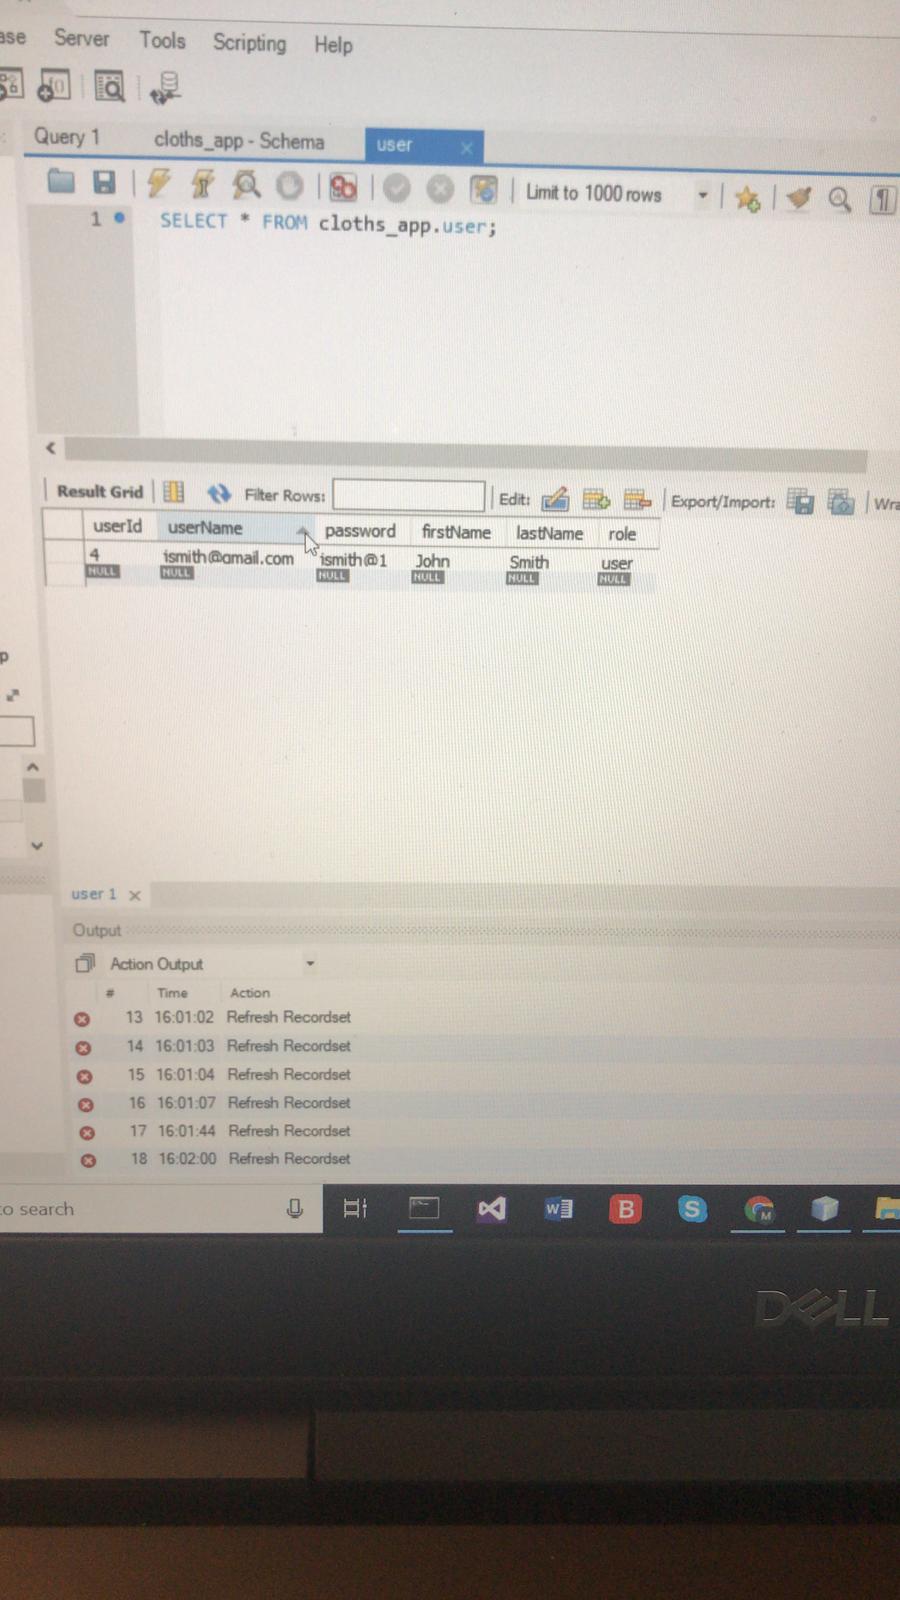 ase Server Tools Scripting Help
Query 1 cloths_app - Schema user
Limit to 1000 rows
1 SELECT * FROM cloths_app.user;
Result Grid Filter Rows: Edit: Export/Import: Wra
userId userName password firstName lastName role
4 ismith@gmail.com ismith@1 John Smith user
NULL NULL NULL NULL NULL NULL
p
user 1
Output
Action Output
# Time Action
13 16:01:02 Refresh Recordset
14 16:01:03 Refresh Recordset
15 16:01:04 Refresh Recordset
16 16:01:07 Refresh Recordset
17 16:01:44 Refresh Recordset
18 16:02:00 Refresh Recordset
to search
DELL